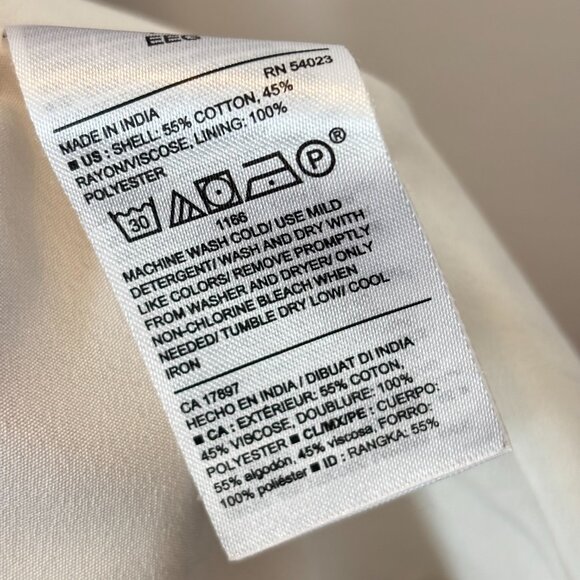 RN 54023
MADE IN INDIA
■ US : SHELL: 55% COTTON, 45%
RAYON/VISCOSE, LINING: 100%
POLYESTER
30 P ®
1166
MACHINE WASH COLD/ USE MILD
DETERGENT/ WASH AND DRY WITH
LIKE COLORS/ REMOVE PROMPTLY
FROM WASHER AND DRYER/ ONLY
NON-CHLORINE BLEACH WHEN
NEEDED/ TUMBLE DRY LOW/ COOL
IRON
CA 17897
HECHO EN INDIA / DIBUAT DI INDIA
■ CA : EXTÉRIEUR: 55% COTON,
45% VISCOSE, DOUBLURE: 100%
POLYESTER ■ CL/MX/PE : CUERPO:
55% algodón, 45% viscosa, FORRO:
100% poliéster ■ ID : RANGKA: 55%